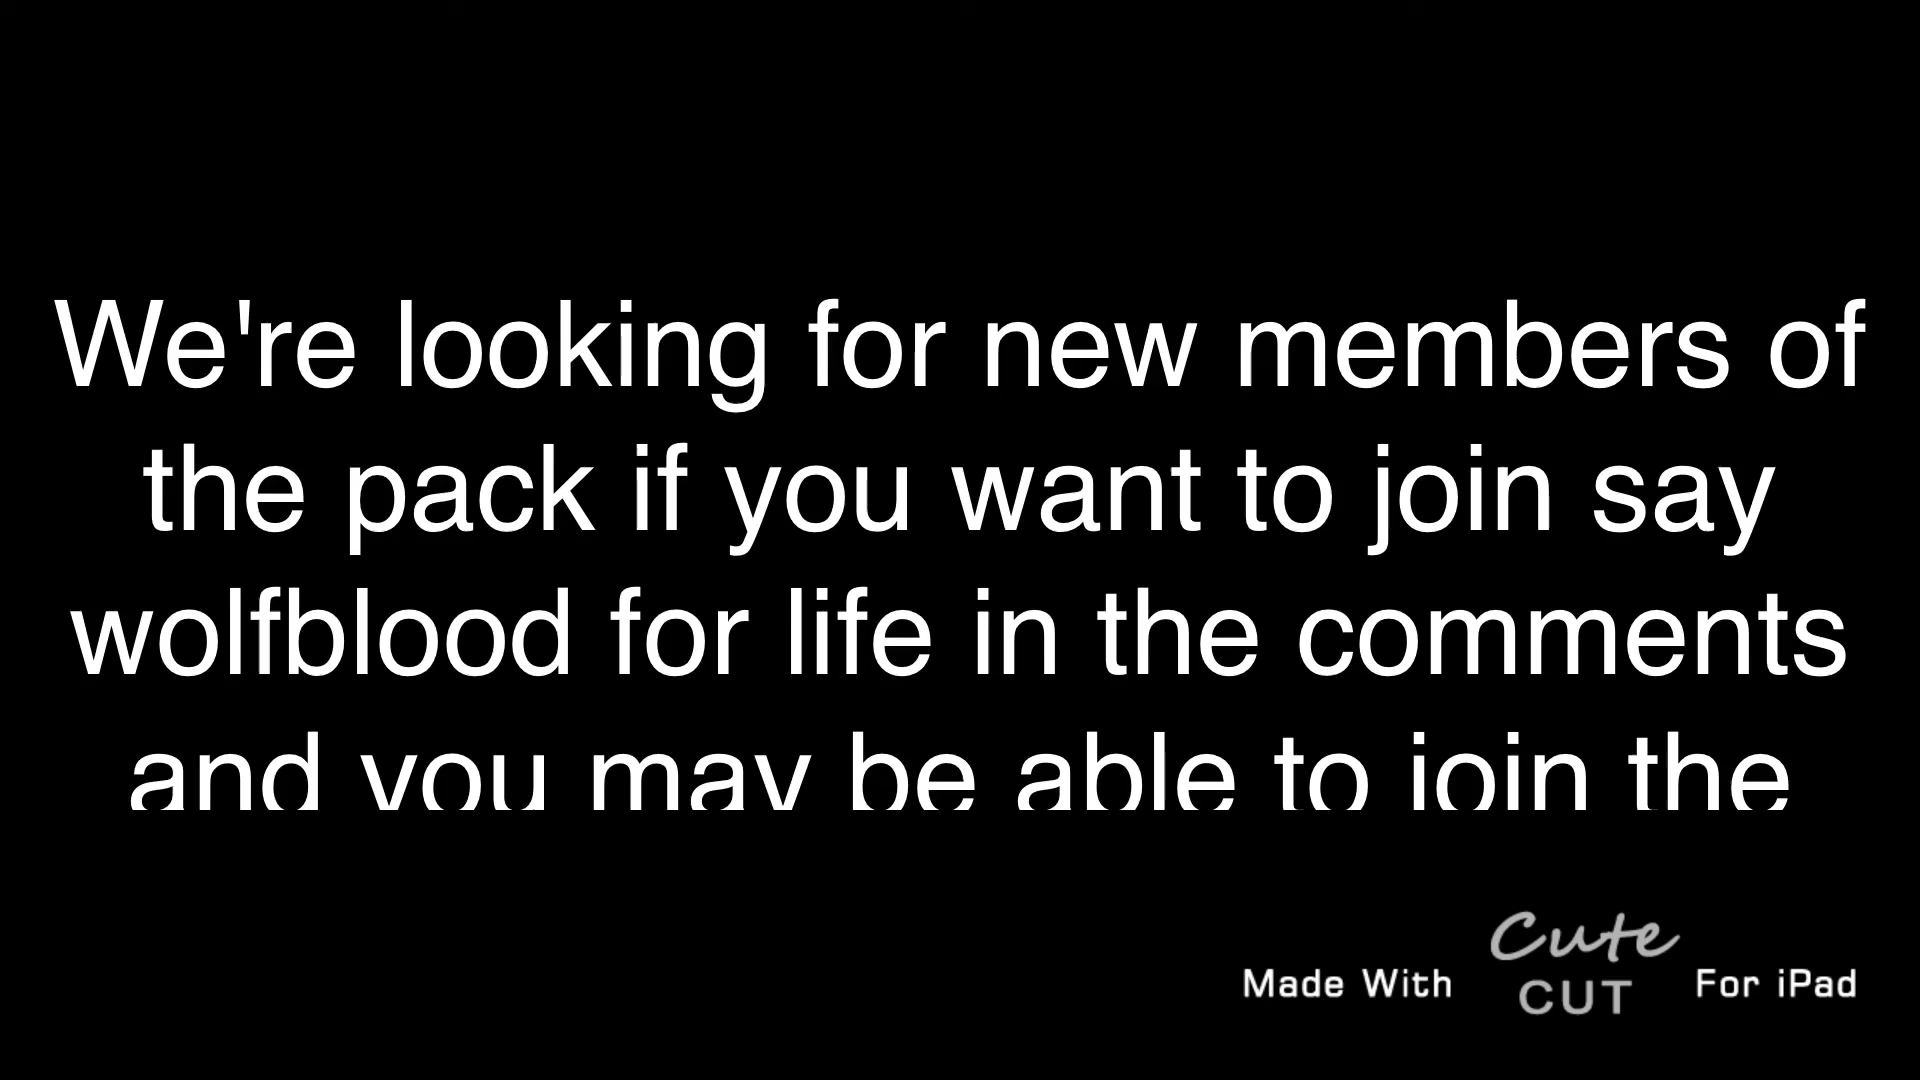 We're looking for new members of
the pack if you want to join say
wolfblood for life in the comments
and you may be able to join the
Made With Cute CUT For iPad